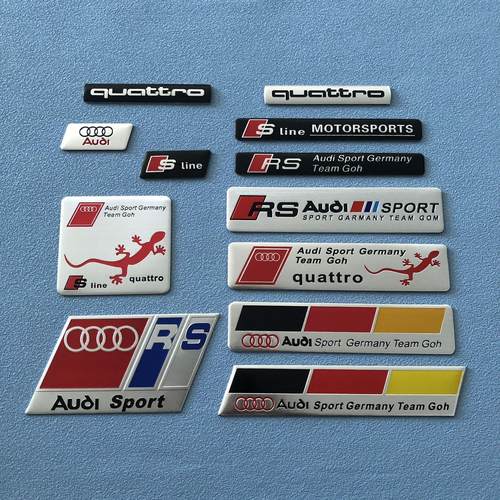 quattro
quattro
Audi
S line MOTORSPORTS
S line
RS Audi Sport Germany
Team Goh
Audi Sport Germany
Team Goh
S line
quattro
RS Audi SPORT
SPORT GARMANY TEAM GOM
Audi Sport Germany
Team Goh
quattro
RS
Audi Sport
Audi Sport Germany Team Goh
Audi Sport Germany Team Goh